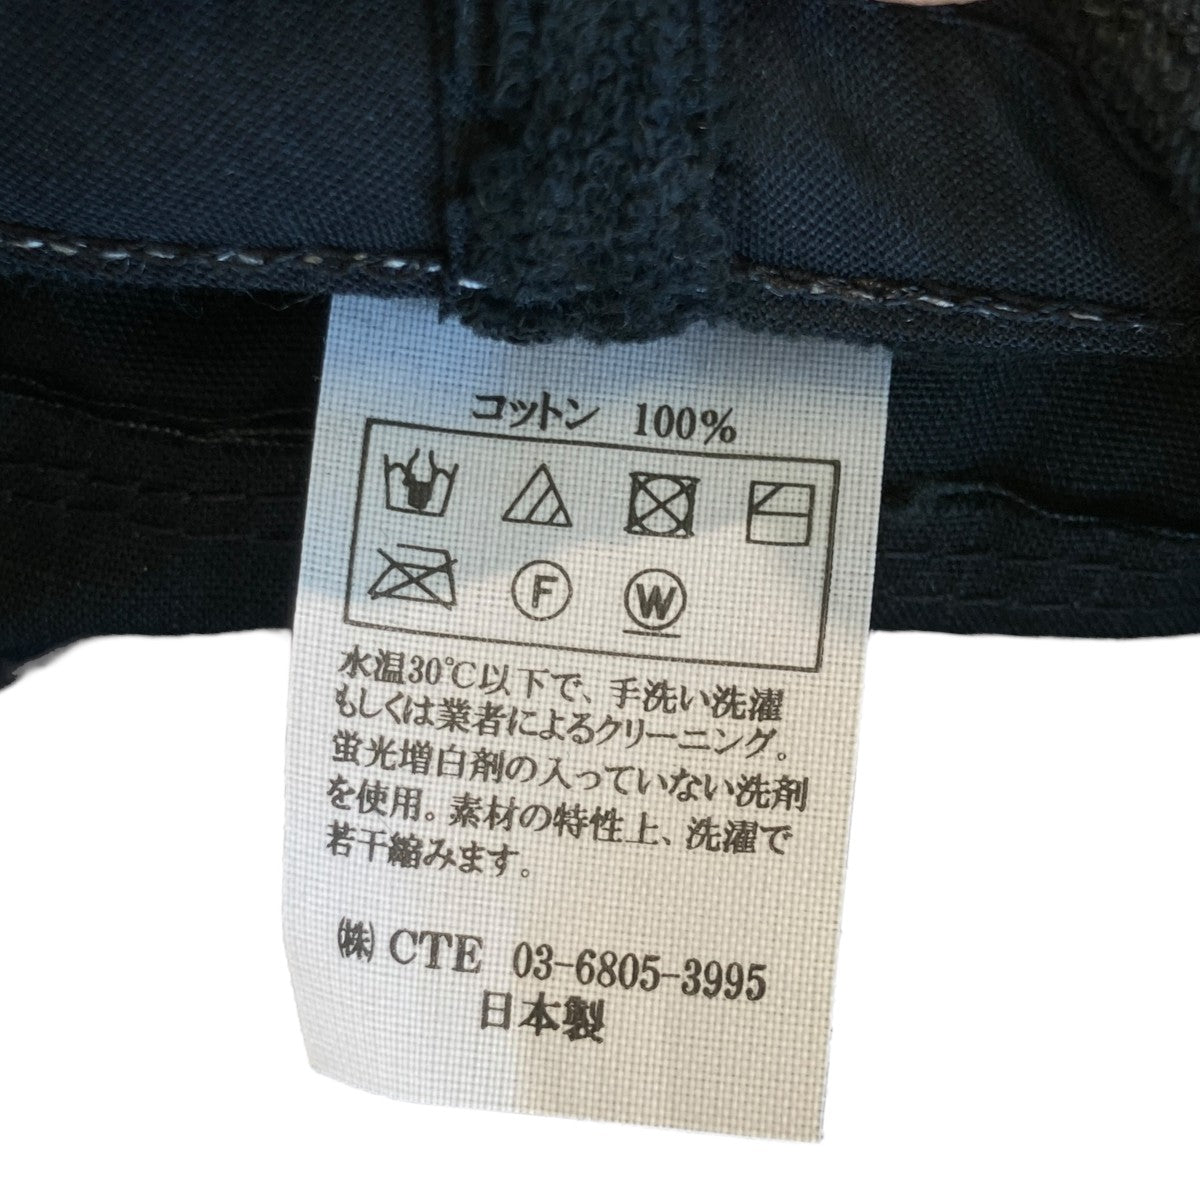 コットン 100%
F W
水温30℃以下で、手洗い洗濯
もしくは業者によるクリーニング。
蛍光増白剤の入っていない洗剤
を使用。素材の特性上、洗濯で
若干縮みます。
㈱ CTE 03-6805-3995
日本製